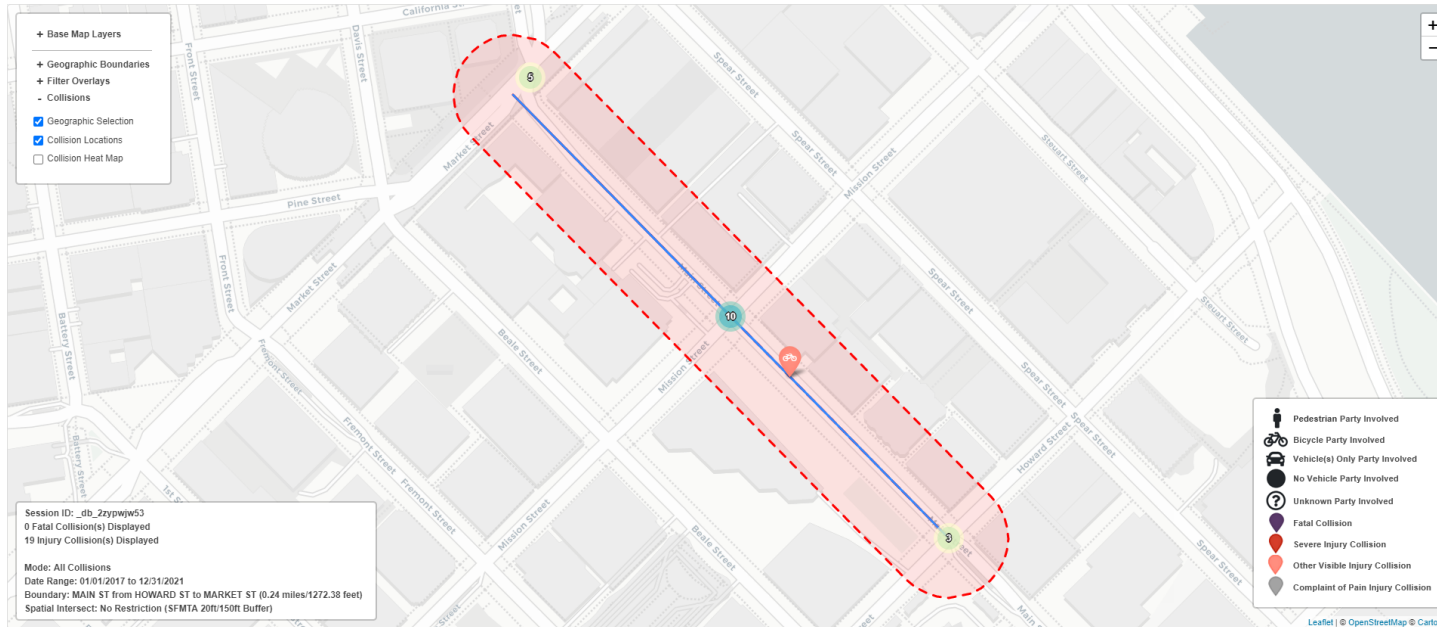 + Base Map Layers
+ Geographic Boundaries
+ Filter Overlays
- Collisions
Geographic Selection
Collision Locations
Collision Heat Map
California St
Front Street
Davis Street
Spear Street
+
−
5
Market Street
Spear Street
Steuart Street
Mission Street
Pine Street
Front Street
Market Street
Main Street
Spear Street
Steuart Street
10
Battery Street
Beale Street
Mission Street
Fremont Street
Spear Street
Spear Street
Howard Street
Battery Street
Fremont Street
1st S
Fremont Street
Mission Street
Beale Street
3
Main S
Session ID: _db_2zypwjw53
0 Fatal Collision(s) Displayed
19 Injury Collision(s) Displayed
Mode: All Collisions
Date Range: 01/01/2017 to 12/31/2021
Boundary: MAIN ST from HOWARD ST to MARKET ST (0.24 miles/1272.38 feet)
Spatial Intersect: No Restriction (SFMTA 20ft/150ft Buffer)
Pedestrian Party Involved
Bicycle Party Involved
Vehicle(s) Only Party Involved
No Vehicle Party Involved
? Unknown Party Involved
Fatal Collision
Severe Injury Collision
Other Visible Injury Collision
Complaint of Pain Injury Collision
Leaflet | © OpenStreetMap © Carto